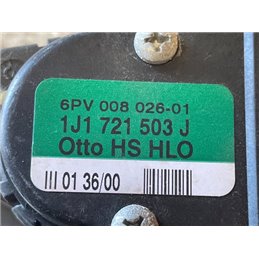 6PV 008 026-01
1J1 721 503 J
Otto HS HLO
III 01 36/00